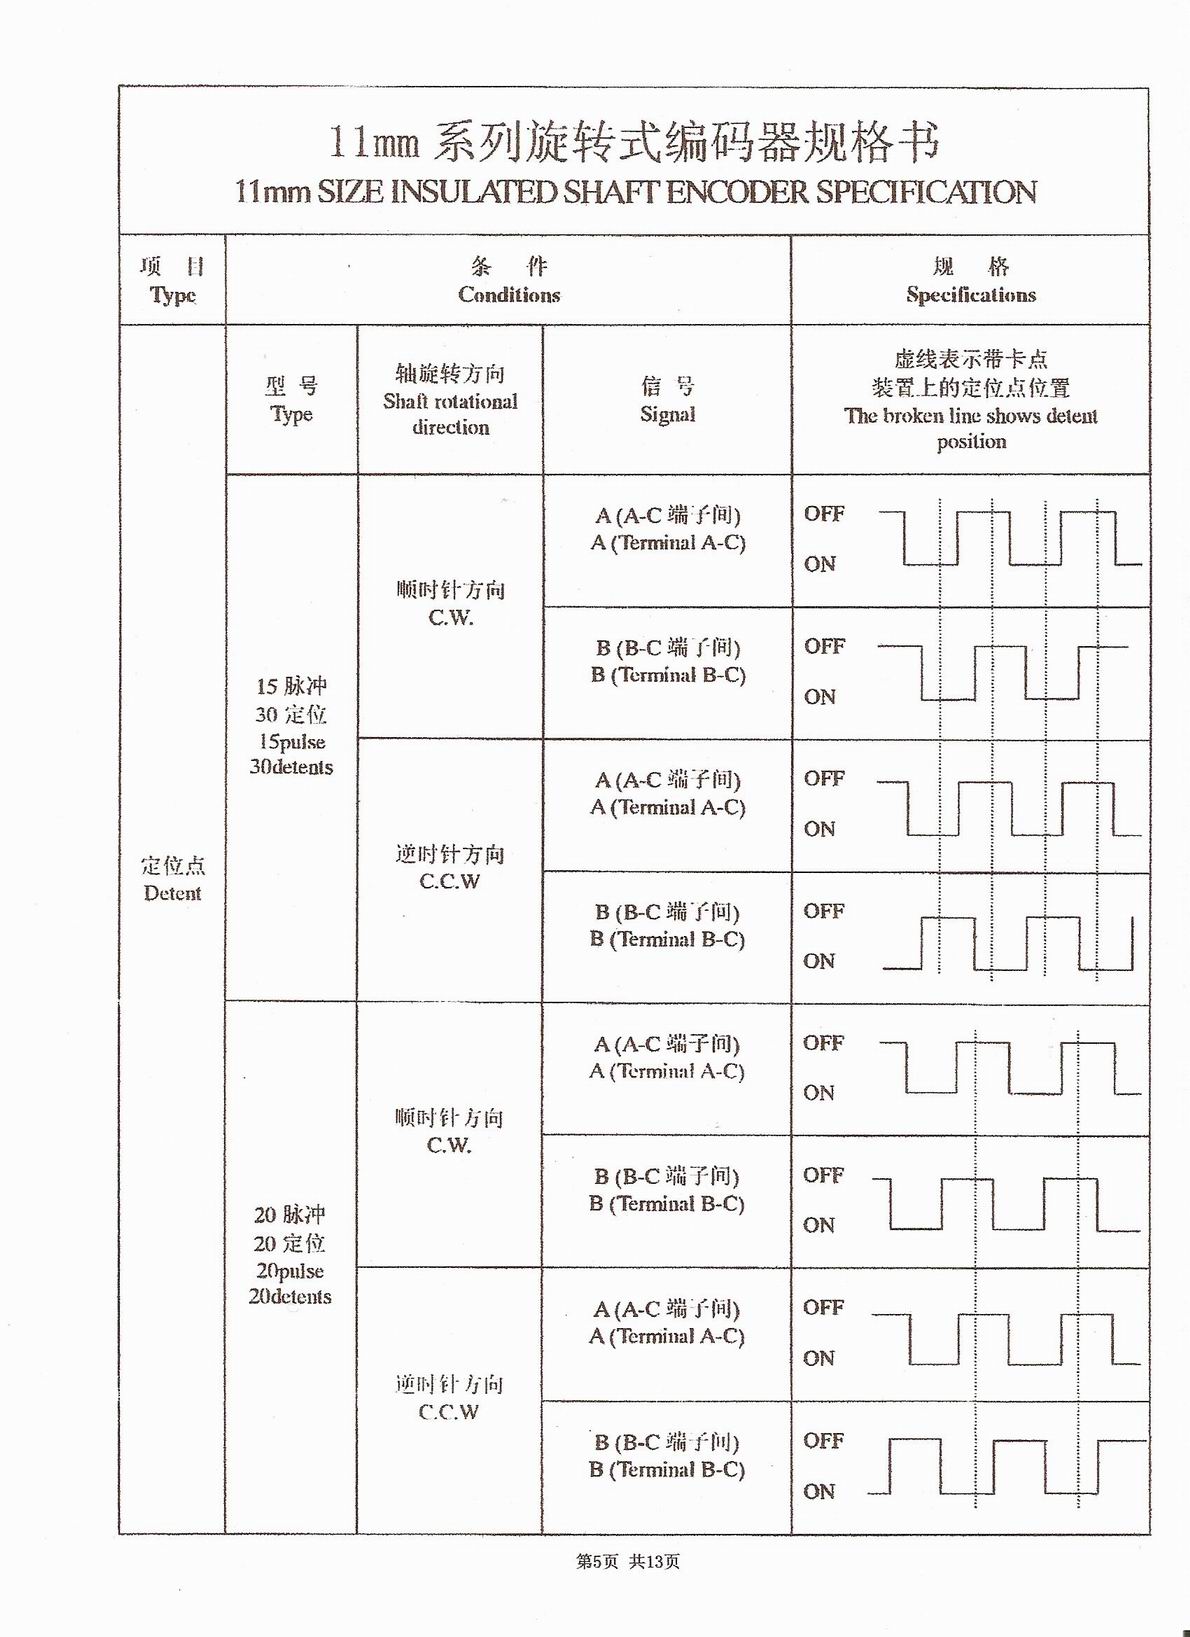 11mm 系列旋转式编码器规格书
11mm SIZE INSULATED SHAFT ENCODER SPECIFICATION
项 目
Type
条 件
Conditions
规 格
Specifications
型 号
Type
轴旋转方向
Shaft rotational
direction
信 号
Signal
虚线表示带卡点
装置上的定位点位置
The broken line shows detent
position
定位点
Detent
15 脉冲
30 定位
15pulse
30detents
顺时针方向
C.W.
A (A-C 端子间)
A (Terminal A-C)
OFF
ON
B (B-C 端子间)
B (Terminal B-C)
OFF
ON
逆时针方向
C.C.W
A (A-C 端子间)
A (Terminal A-C)
OFF
ON
B (B-C 端子间)
B (Terminal B-C)
OFF
ON
20 脉冲
20 定位
20pulse
20detents
顺时针方向
C.W.
A (A-C 端子间)
A (Terminal A-C)
OFF
ON
B (B-C 端子间)
B (Terminal B-C)
OFF
ON
逆时针方向
C.C.W
A (A-C 端子间)
A (Terminal A-C)
OFF
ON
B (B-C 端子间)
B (Terminal B-C)
OFF
ON
第5页 共13页